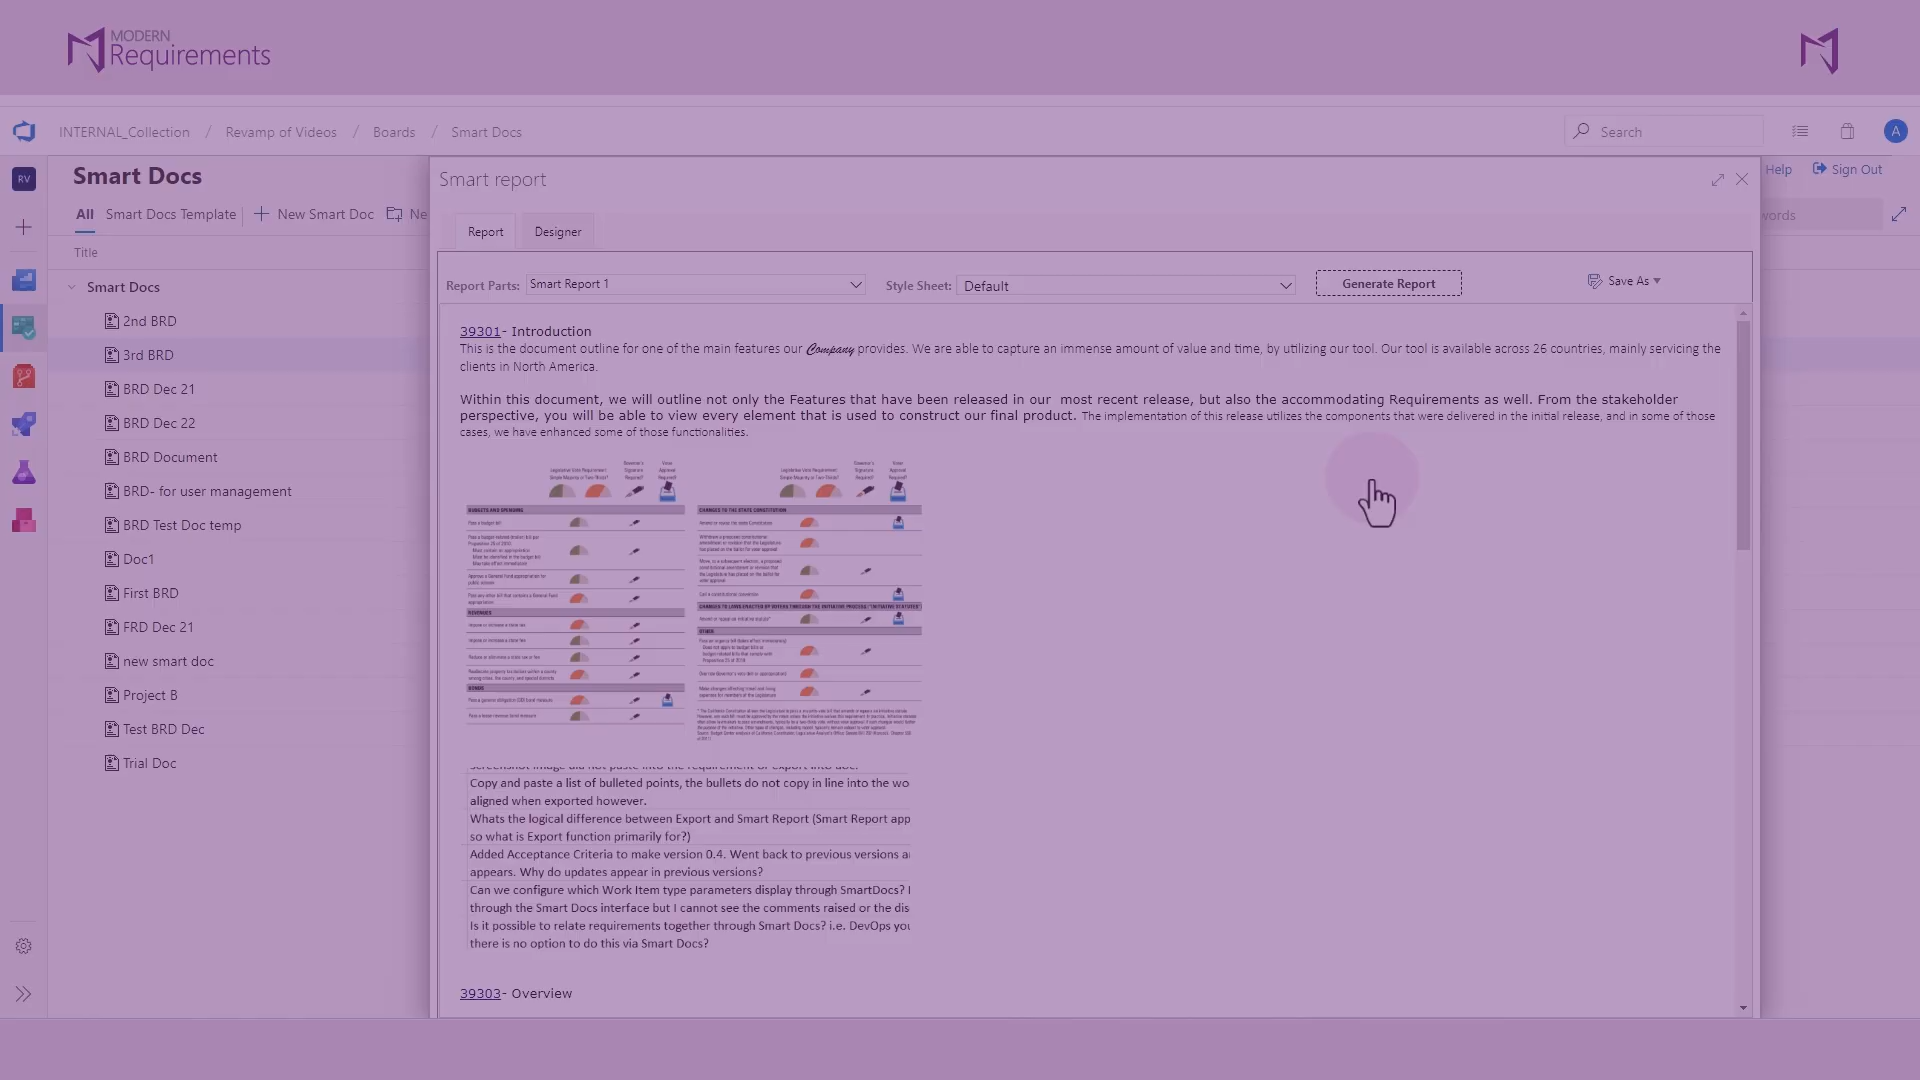 MODERN
Requirements
INTERNAL_Collection / Revamp of Videos / Boards / Smart Docs
Search
A
RV
Smart Docs
Help
Sign Out
All
Smart Docs Template
New Smart Doc
Ne
words
Title
Smart Docs
2nd BRD
3rd BRD
BRD Dec 21
BRD Dec 22
BRD Document
BRD- for user management
BRD Test Doc temp
Doc1
First BRD
FRD Dec 21
new smart doc
Project B
Test BRD Dec
Trial Doc
Smart report
Report
Designer
Report Parts:
Smart Report 1
Style Sheet:
Default
Generate Report
Save As
39301- Introduction
This is the document outline for one of the main features our Company provides. We are able to capture an immense amount of value and time, by utilizing our tool. Our tool is available across 26 countries, mainly servicing the
clients in North America.
Within this document, we will outline not only the Features that have been released in our most recent release, but also the accommodating Requirements as well. From the stakeholder
perspective, you will be able to view every element that is used to construct our final product. The implementation of this release utilizes the components that were delivered in the initial release, and in some of those
cases, we have enhanced some of those functionalities.
BUDGETS AND SPENDING
REVENUES
BONDS
CHANGES TO THE STATE CONSTITUTION
OTHER
Copy and paste a list of bulleted points, the bullets do not copy in line into the wo
aligned when exported however.
Whats the logical difference between Export and Smart Report (Smart Report app
so what is Export function primarily for?)
Added Acceptance Criteria to make version 0.4. Went back to previous versions a
appears. Why do updates appear in previous versions?
Can we configure which Work Item type parameters display through SmartDocs? I
through the Smart Docs interface but I cannot see the comments raised or the dis
Is it possible to relate requirements together through Smart Docs? i.e. DevOps you
there is no option to do this via Smart Docs?
39303- Overview